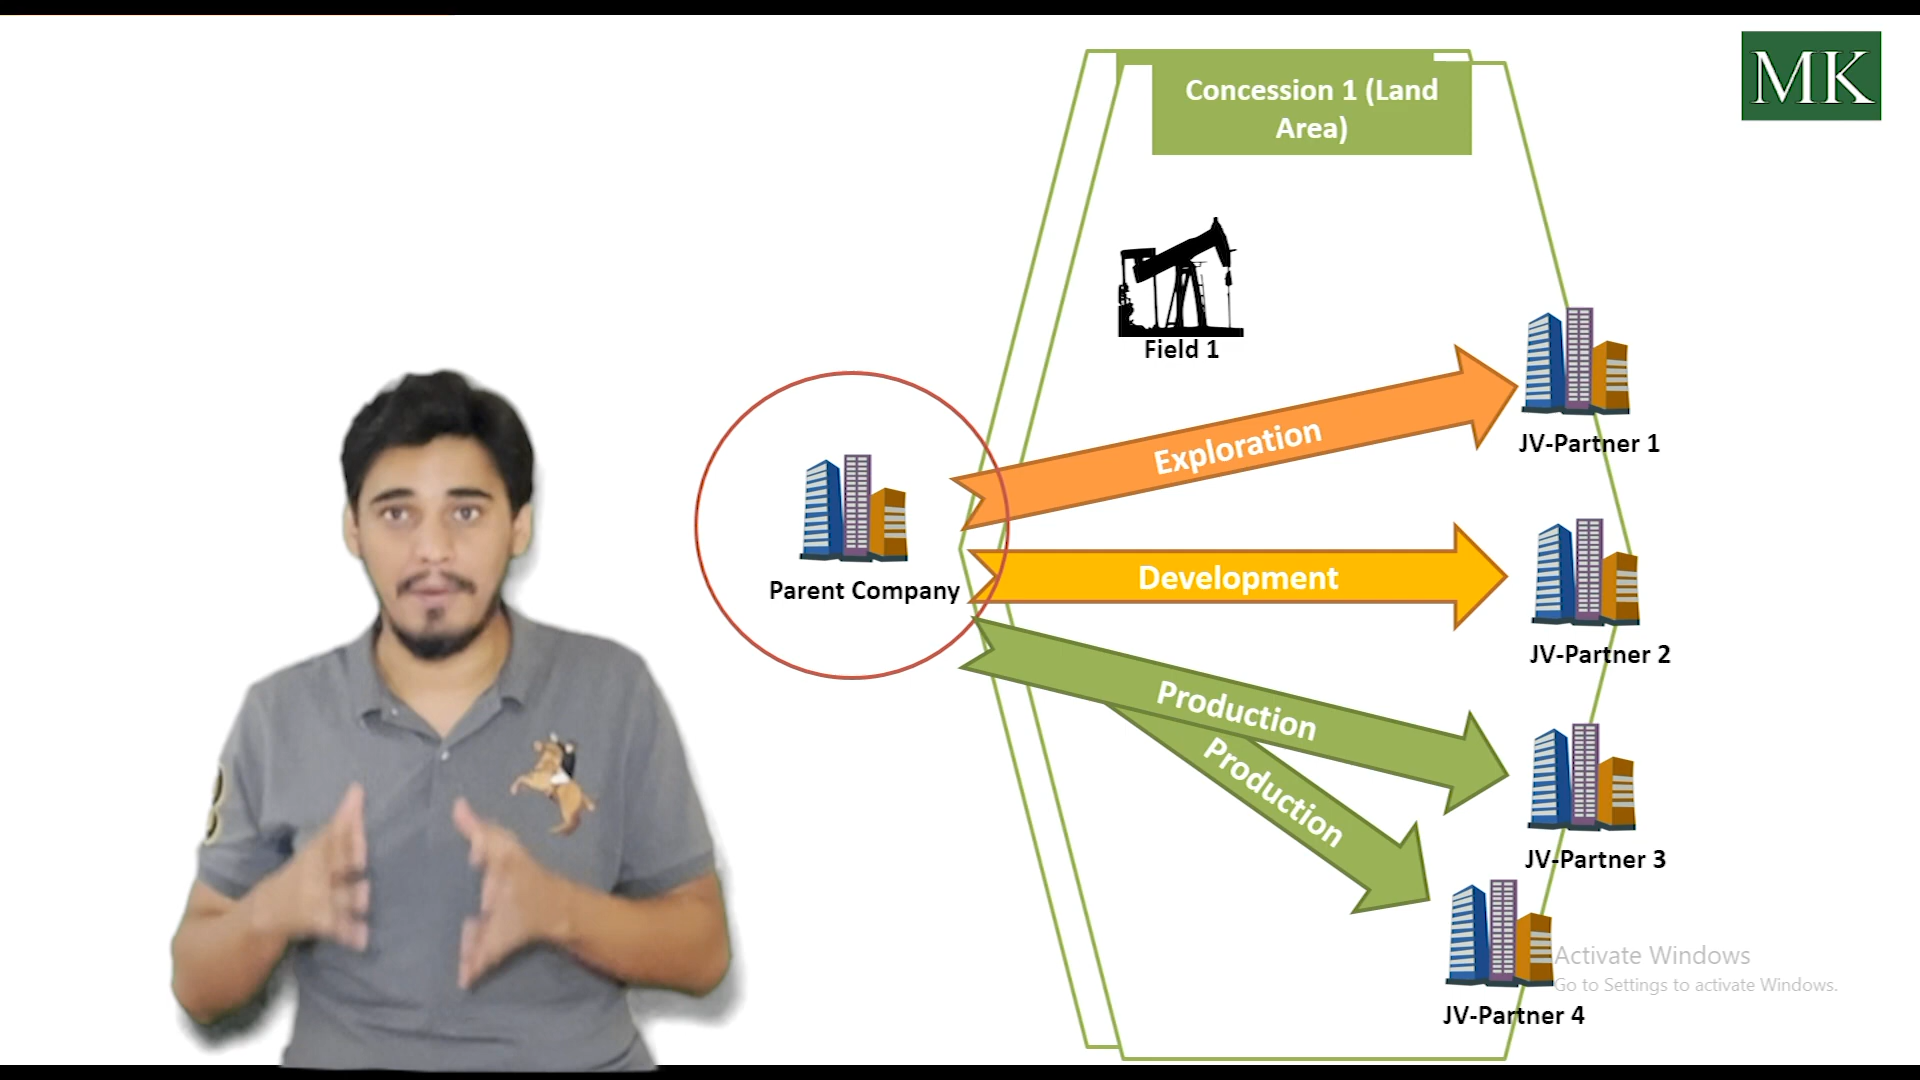 MK
Concession 1 (Land
Area)
Field 1
Exploration
JV-Partner 1
Parent Company
Development
JV-Partner 2
Production
Production
JV-Partner 3
Activate Windows
Go to Settings to activate Windows.
JV-Partner 4